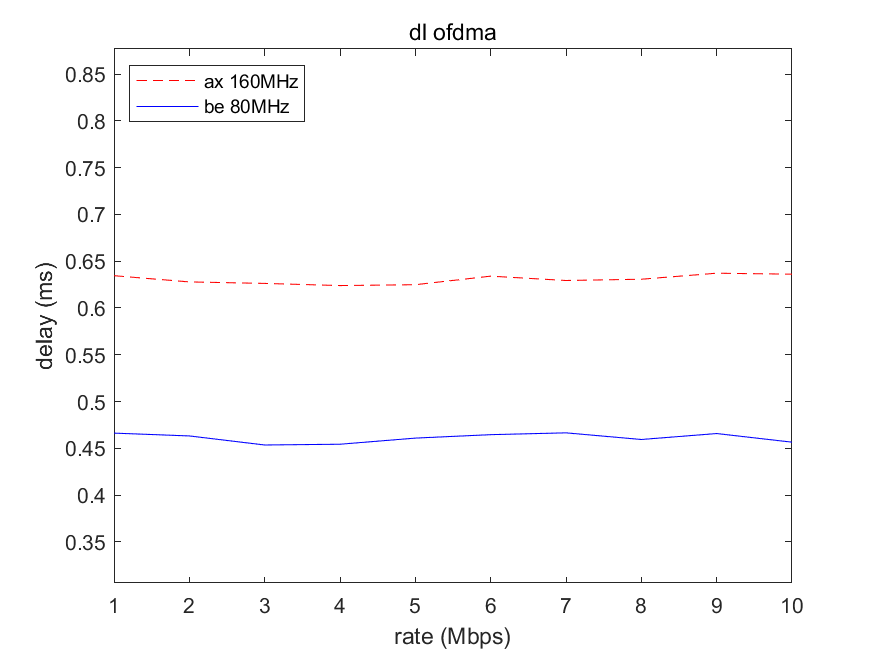 dl ofdma
ax 160MHz
be 80MHz
0.85
0.8
0.75
0.7
0.65
0.6
0.55
0.5
0.45
0.4
0.35
delay (ms)
1 2 3 4 5 6 7 8 9 10
rate (Mbps)